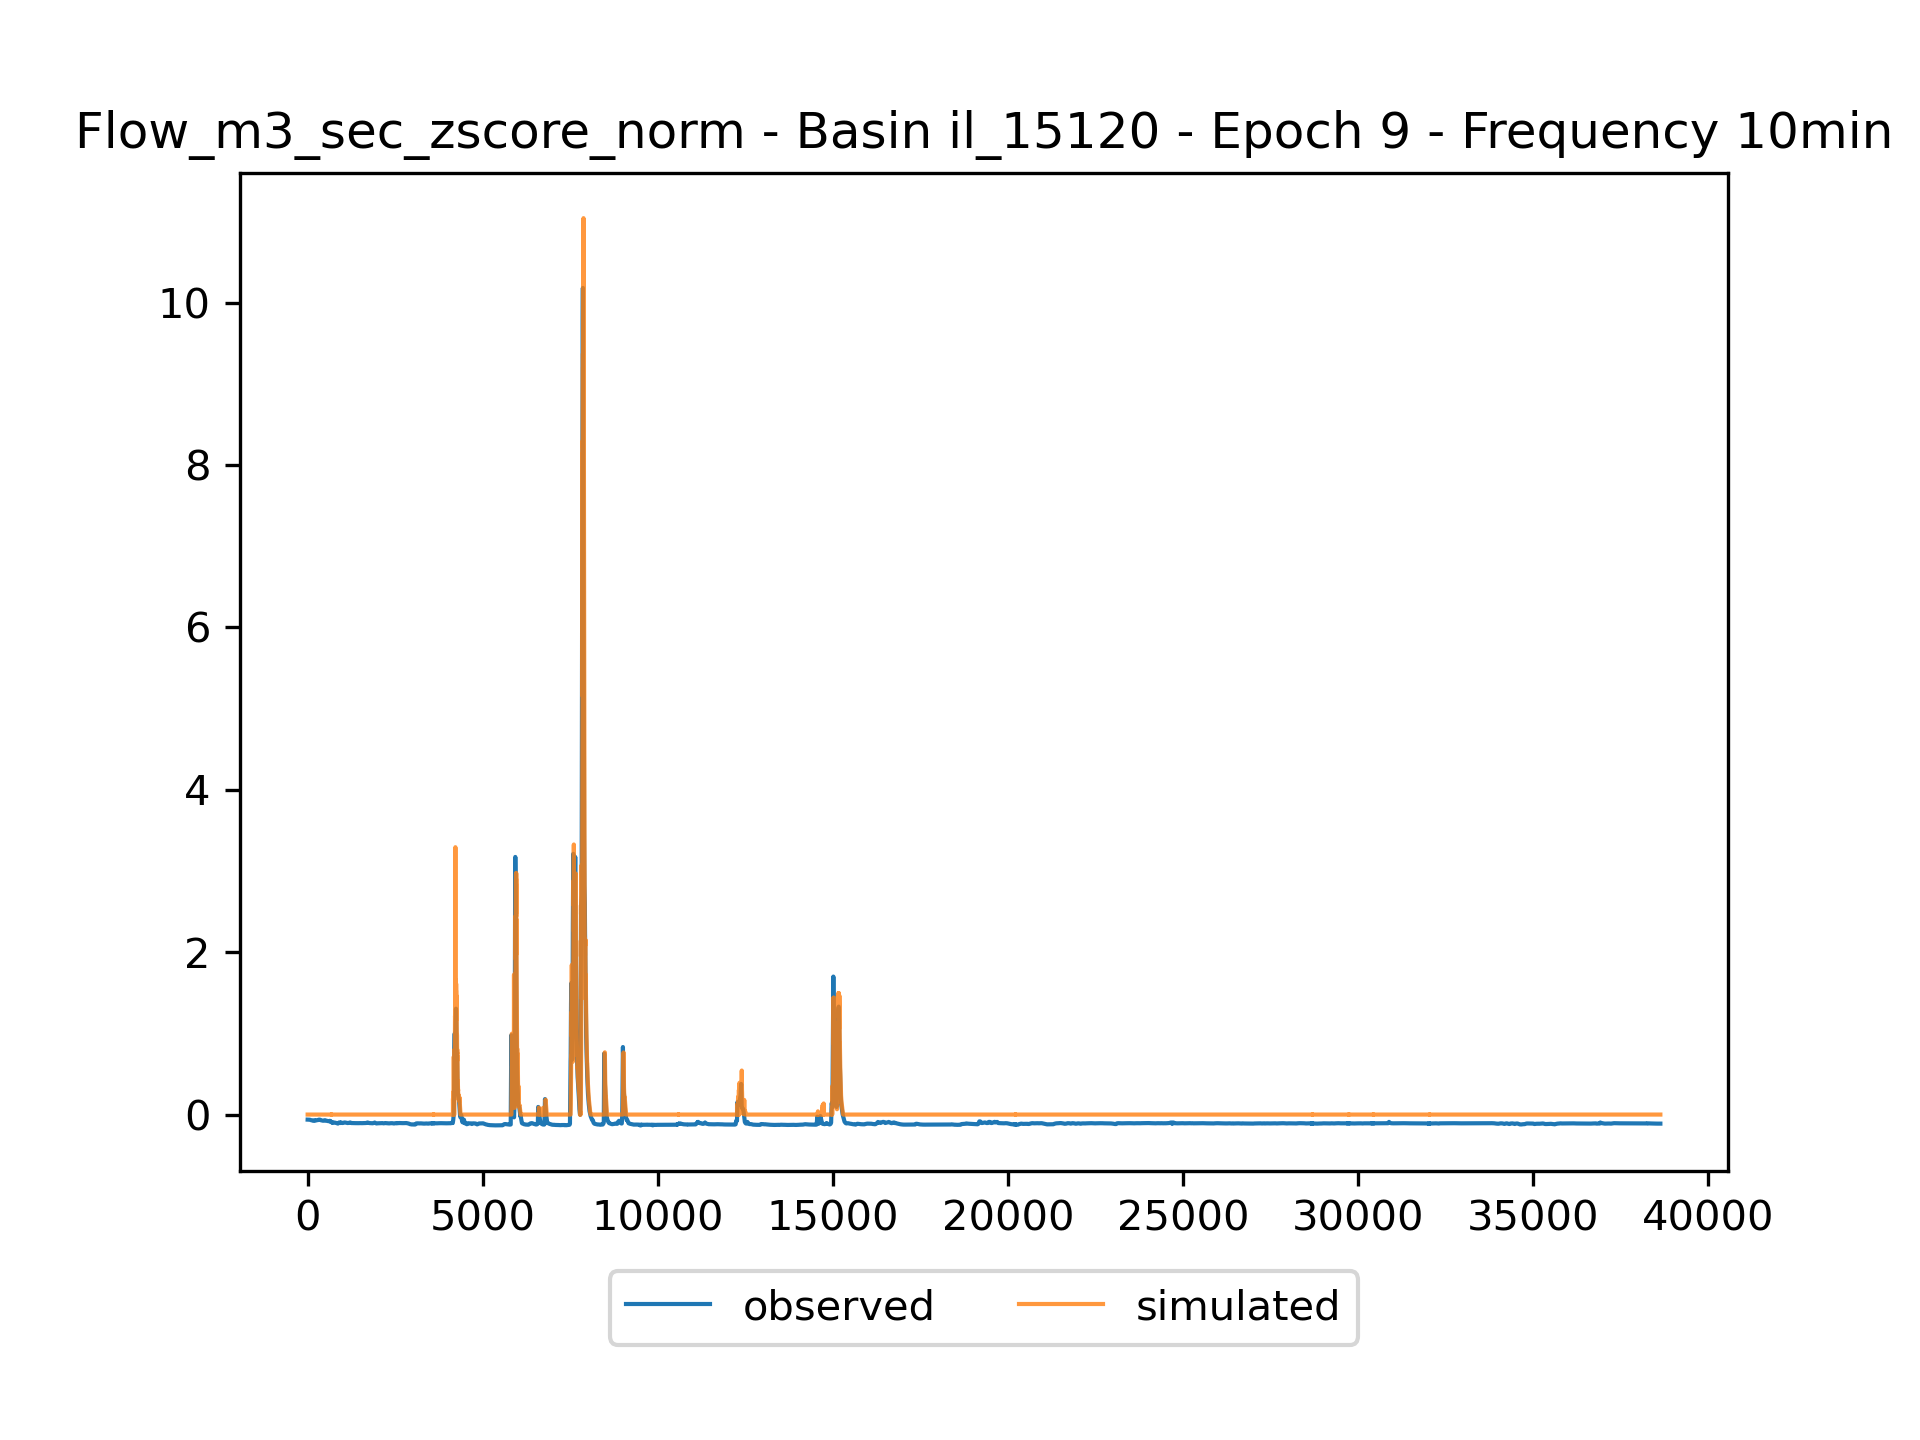 Flow_m3_sec_zscore_norm - Basin il_15120 - Epoch 9 - Frequency 10min
10
8
6
4
2
0
0 5000 10000 15000 20000 25000 30000 35000 40000
observed simulated